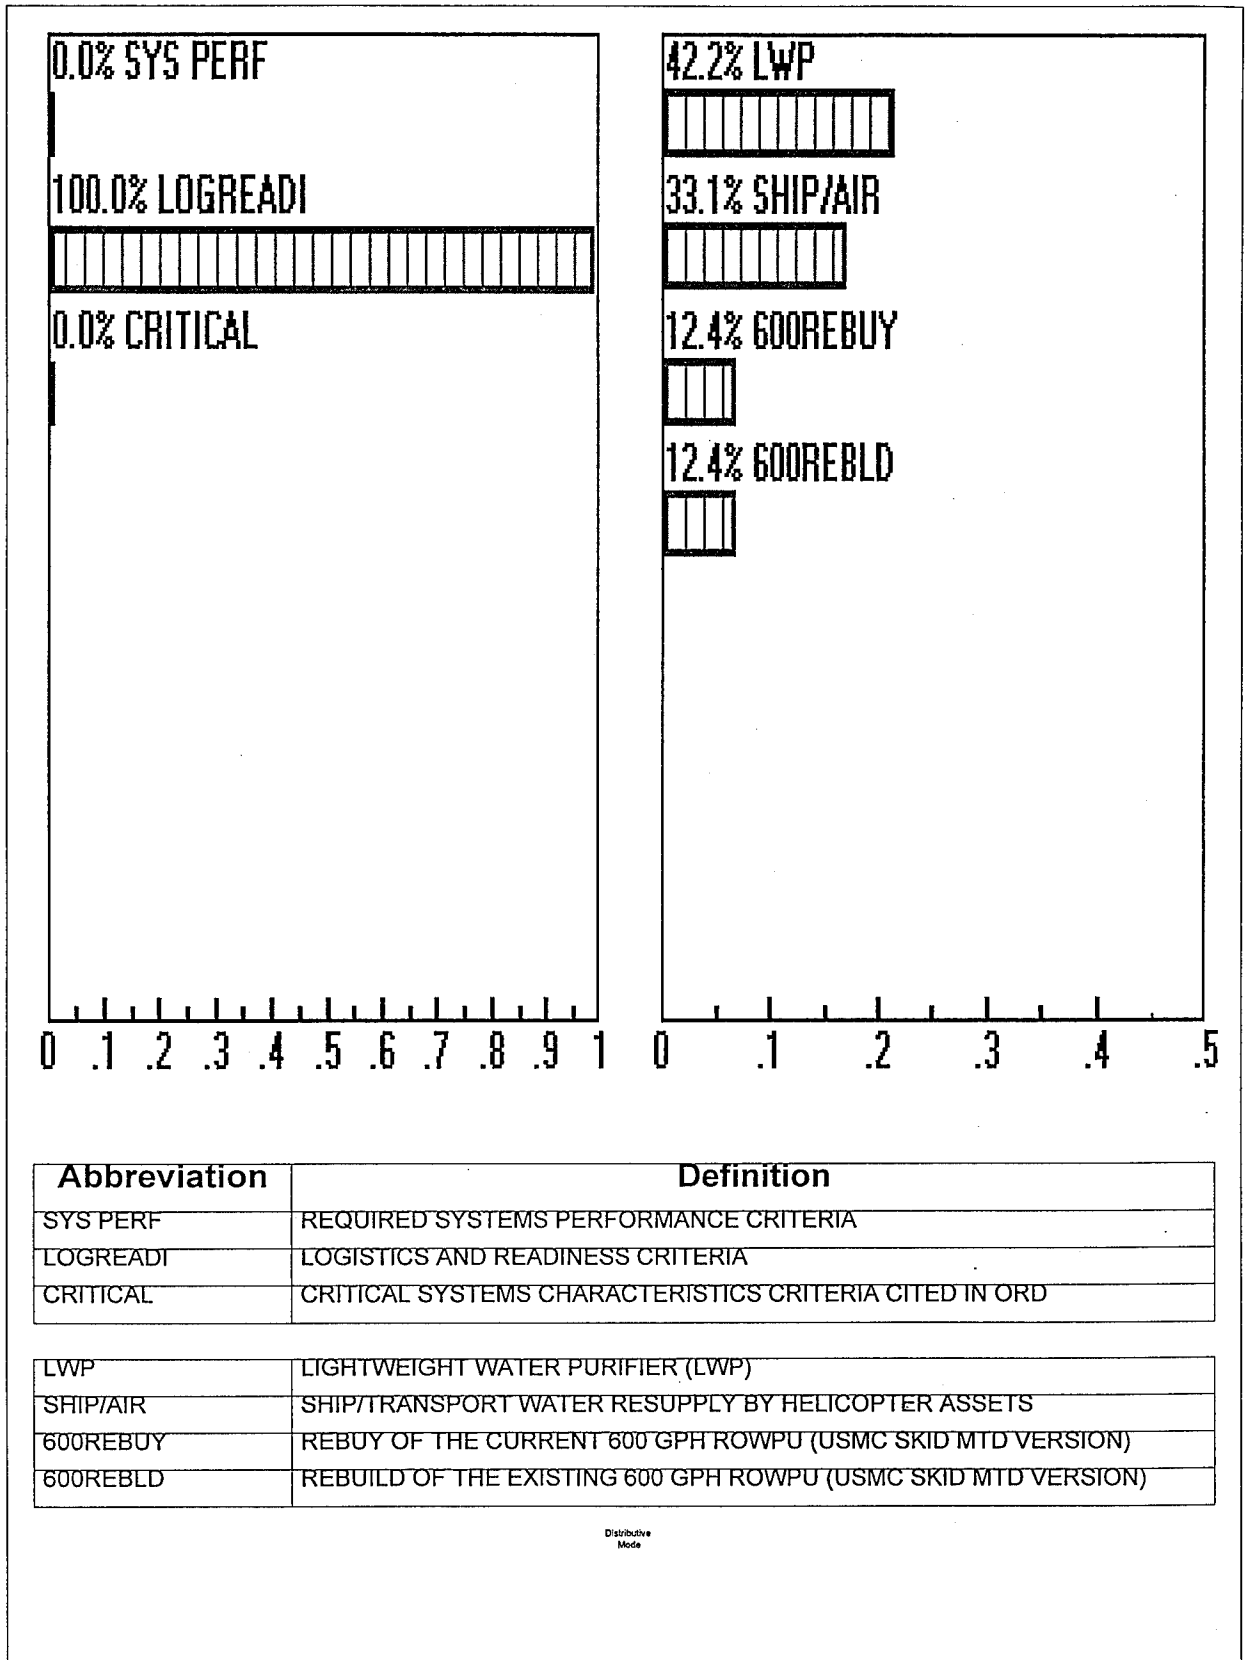 0.0% SYS PERF
100.0% LOGREADI
0.0% CRITICAL
0 .1 .2 .3 .4 .5 .6 .7 .8 .9 1
42.2% LWP
33.1% SHIP/AIR
12.4% 600REBUY
12.4% 600REBLD
0 .1 .2 .3 .4 .5
Abbreviation Definition
SYS PERF REQUIRED SYSTEMS PERFORMANCE CRITERIA
LOGREADI LOGISTICS AND READINESS CRITERIA
CRITICAL CRITICAL SYSTEMS CHARACTERISTICS CRITERIA CITED IN ORD
LWP LIGHTWEIGHT WATER PURIFIER (LWP)
SHIP/AIR SHIP/TRANSPORT WATER RESUPPLY BY HELICOPTER ASSETS
600REBUY REBUY OF THE CURRENT 600 GPH ROWPU (USMC SKID MTD VERSION)
600REBLD REBUILD OF THE EXISTING 600 GPH ROWPU (USMC SKID MTD VERSION)
Distributive
Mode